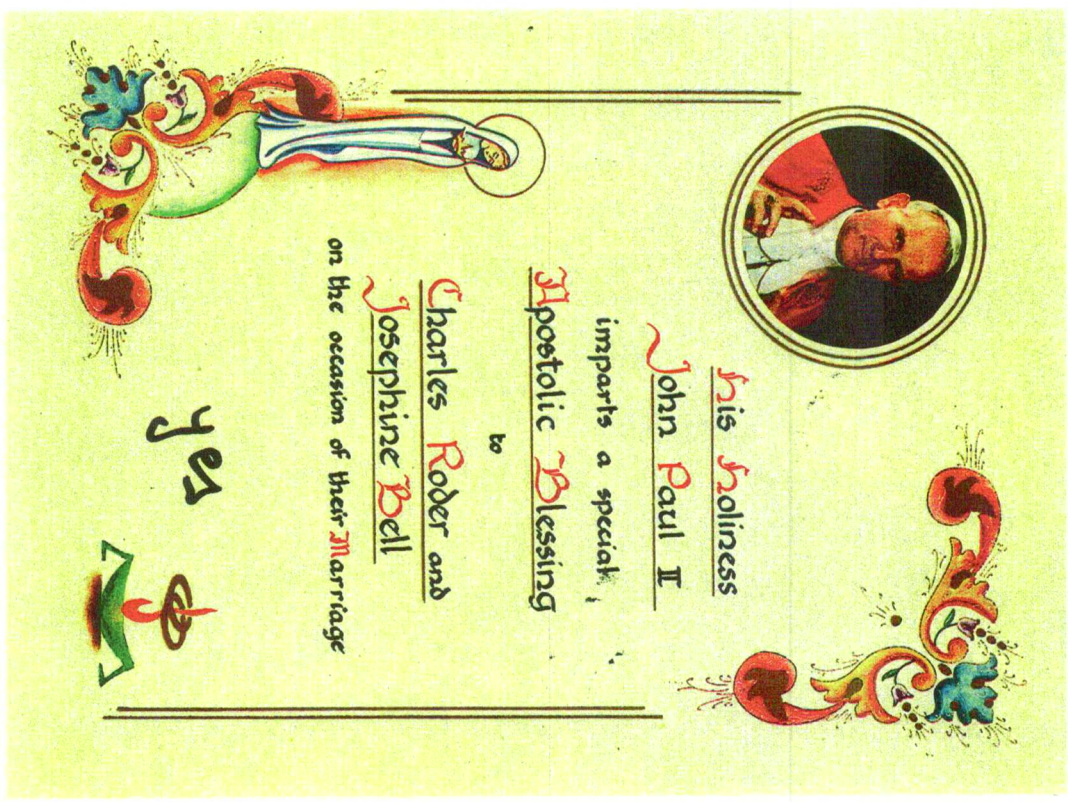 His Holiness
John Paul II
imparts a special
Apostolic Blessing
to
Charles Roder and
Josephine Bell
on the occasion of their Marriage
yes